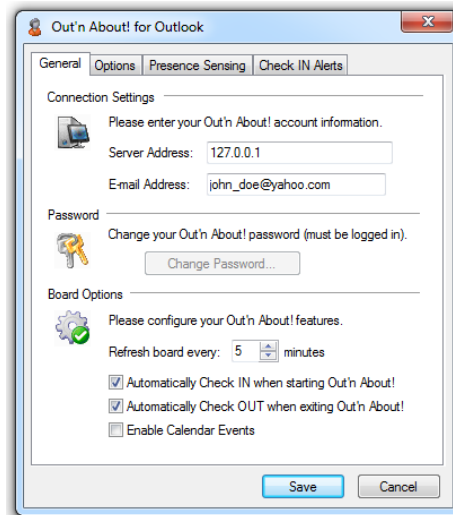 Out'n About! for Outlook
General Options Presence Sensing Check IN Alerts
Connection Settings
Please enter your Out'n About! account information.
Server Address: 127.0.0.1
E-mail Address: john_doe@yahoo.com
Password
Change your Out'n About! password (must be logged in).
Change Password...
Board Options
Please configure your Out'n About! features.
Refresh board every: 5 minutes
Automatically Check IN when starting Out'n About!
Automatically Check OUT when exiting Out'n About!
Enable Calendar Events
Save Cancel